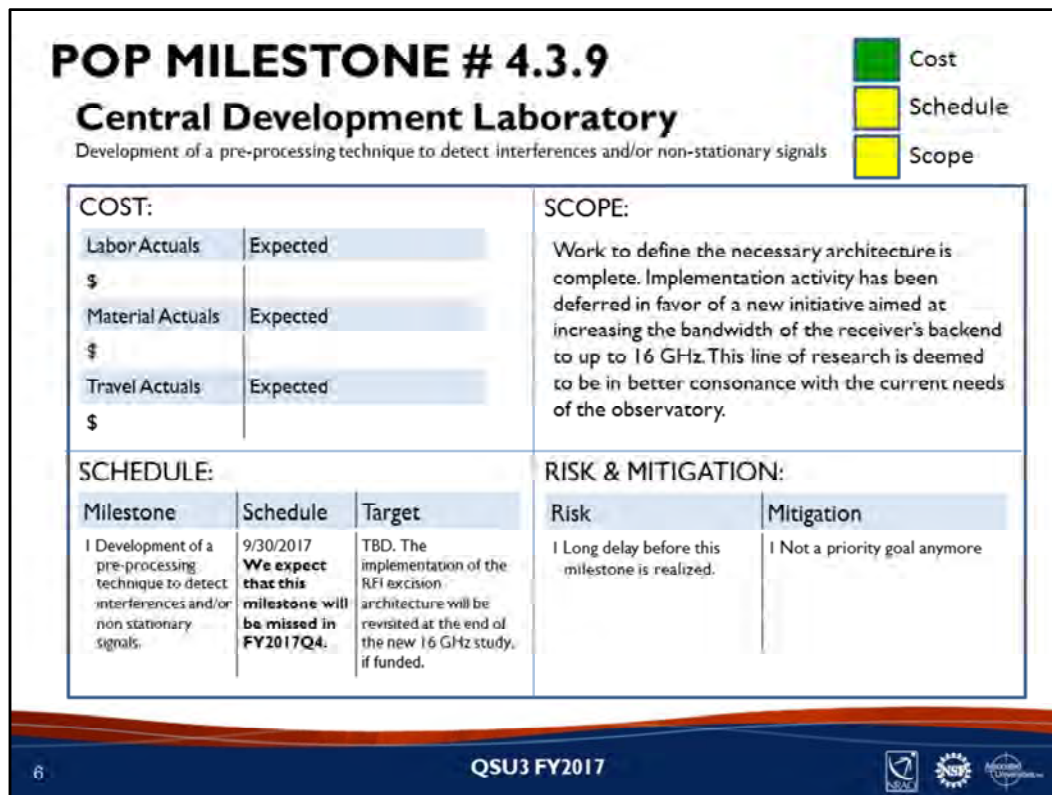 POP MILESTONE # 4.3.9
Central Development Laboratory
Development of a pre-processing technique to detect interferences and/or non-stationary signals
Cost
Schedule
Scope
COST:
Labor Actuals Expected
$
Material Actuals Expected
$
Travel Actuals Expected
$
SCOPE:
Work to define the necessary architecture is
complete. Implementation activity has been
deferred in favor of a new initiative aimed at
increasing the bandwidth of the receiver's backend
to up to 16 GHz. This line of research is deemed
to be in better consonance with the current needs
of the observatory.
SCHEDULE:
Milestone Schedule Target
1 Development of a
pre-processing
technique to detect
interferences and/or
non stationary
signals.
9/30/2017
We expect
that this
milestone will
be missed in
FY2017Q4.
TBD. The
implementation of the
RFI excision
architecture will be
revisited at the end of
the new 16 GHz study,
if funded.
RISK & MITIGATION:
Risk Mitigation
1 Long delay before this
milestone is realized.
1 Not a priority goal anymore
6
QSU3 FY2017
NRAO
NSF
Associated
Universities, Inc.